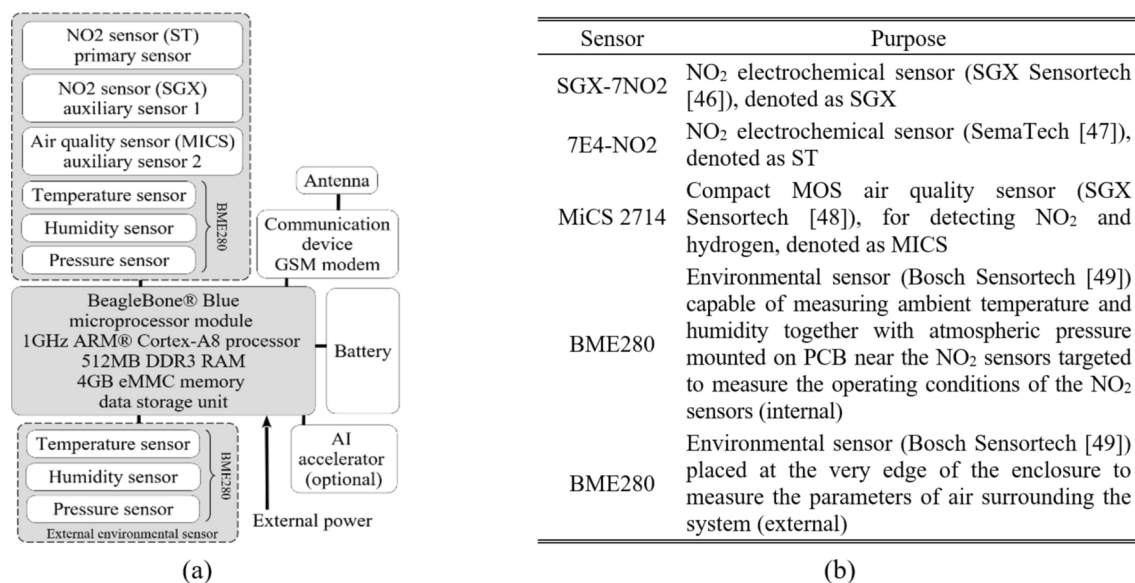 NO2 sensor (ST)
primary sensor
NO2 sensor (SGX)
auxiliary sensor 1
Air quality sensor (MICS)
auxiliary sensor 2
Temperature sensor
Humidity sensor
Pressure sensor
BME280
Antenna
Communication
device
GSM modem
BeagleBone® Blue
microprocessor module
1GHz ARM® Cortex-A8 processor
512MB DDR3 RAM
4GB eMMC memory
data storage unit
Battery
Temperature sensor
Humidity sensor
Pressure sensor
BME280
External environmental sensor
AI
accelerator
(optional)
External power
(a)
Sensor Purpose
SGX-7NO2
NO₂ electrochemical sensor (SGX Sensortech
[46]), denoted as SGX
7E4-NO2
NO₂ electrochemical sensor (SemaTech [47]),
denoted as ST
MiCS 2714
Compact MOS air quality sensor (SGX
Sensortech [48]), for detecting NO₂ and
hydrogen, denoted as MICS
BME280
Environmental sensor (Bosch Sensortech [49])
capable of measuring ambient temperature and
humidity together with atmospheric pressure
mounted on PCB near the NO₂ sensors targeted
to measure the operating conditions of the NO₂
sensors (internal)
BME280
Environmental sensor (Bosch Sensortech [49])
placed at the very edge of the enclosure to
measure the parameters of air surrounding the
system (external)
(b)